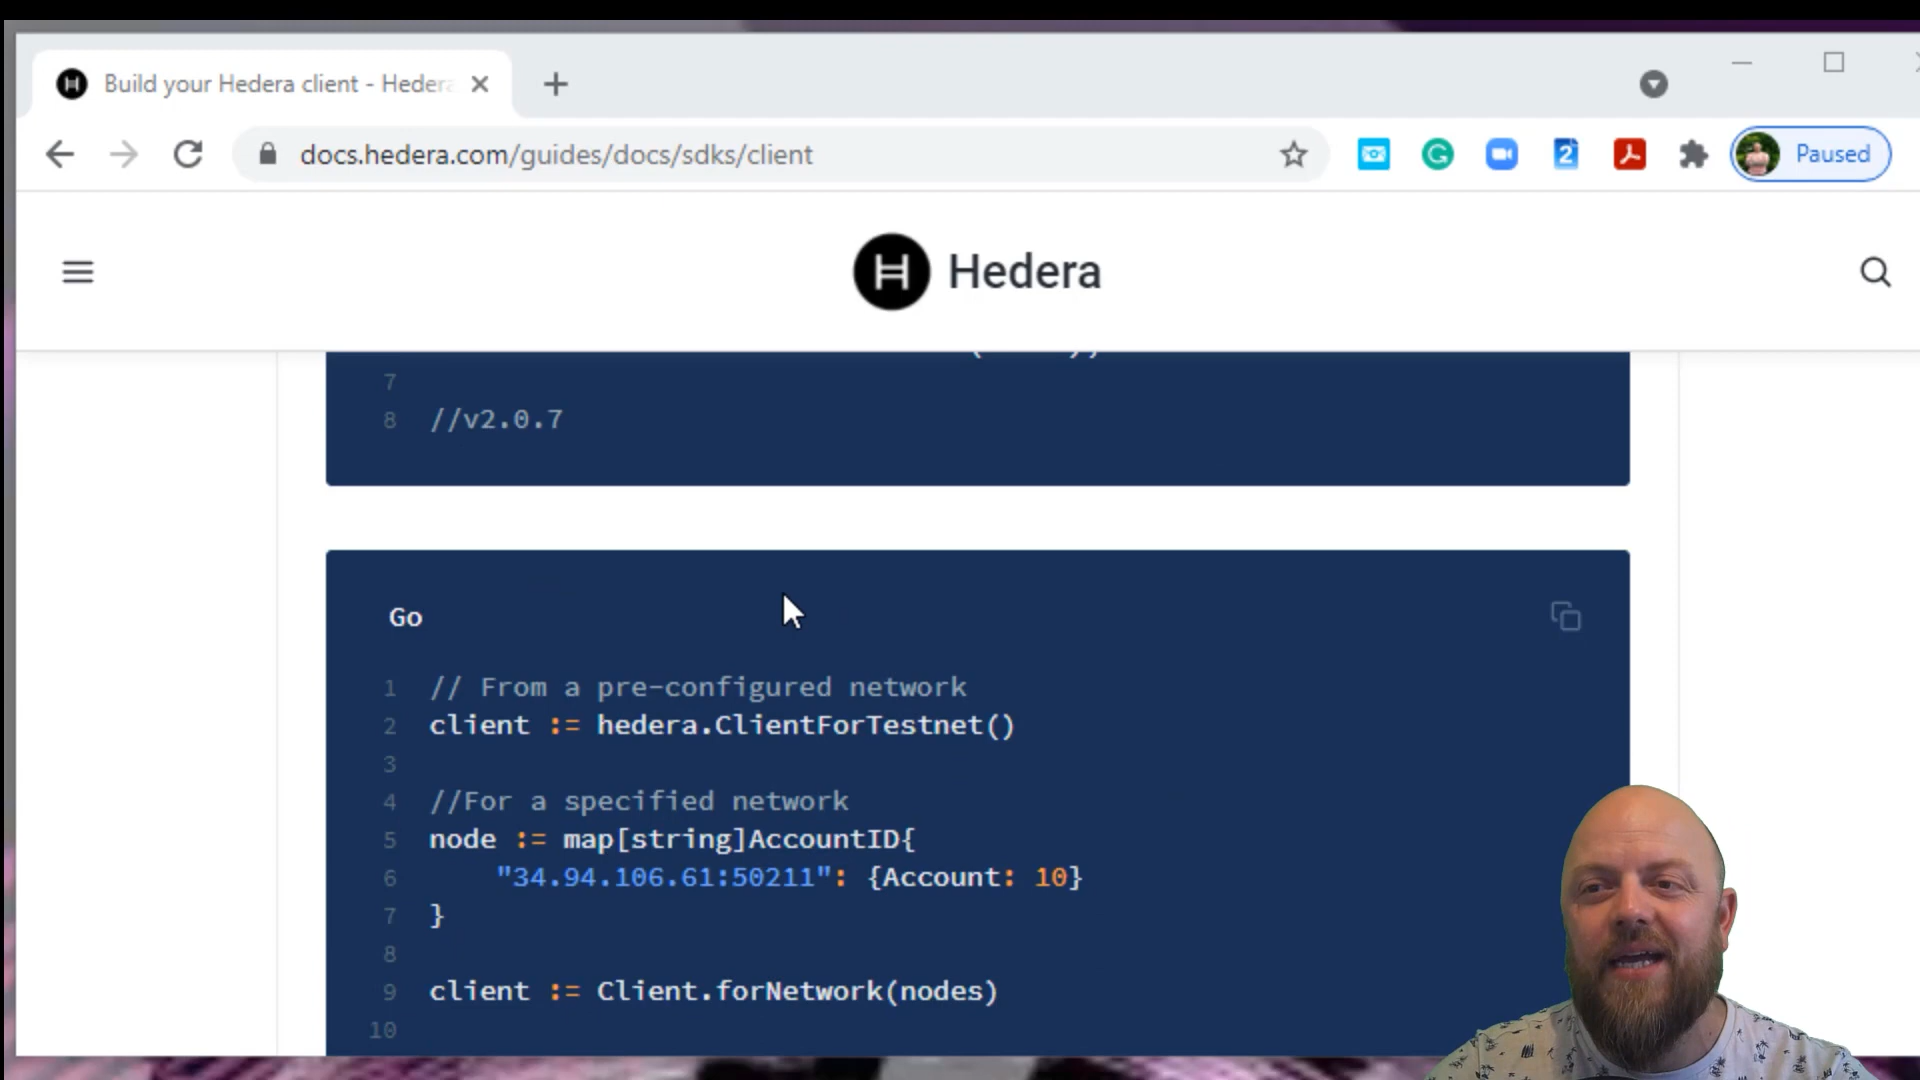 Build your Hedera client - Hedera
docs.hedera.com/guides/docs/sdks/client
2
Paused
Hedera
7
8 //v2.0.7
Go
1 // From a pre-configured network
2 client := hedera.ClientForTestnet()
3
4 //For a specified network
5 node := map[string]AccountID{
6 "34.94.106.61:50211": {Account: 10}
7 }
8
9 client := Client.forNetwork(nodes)
10